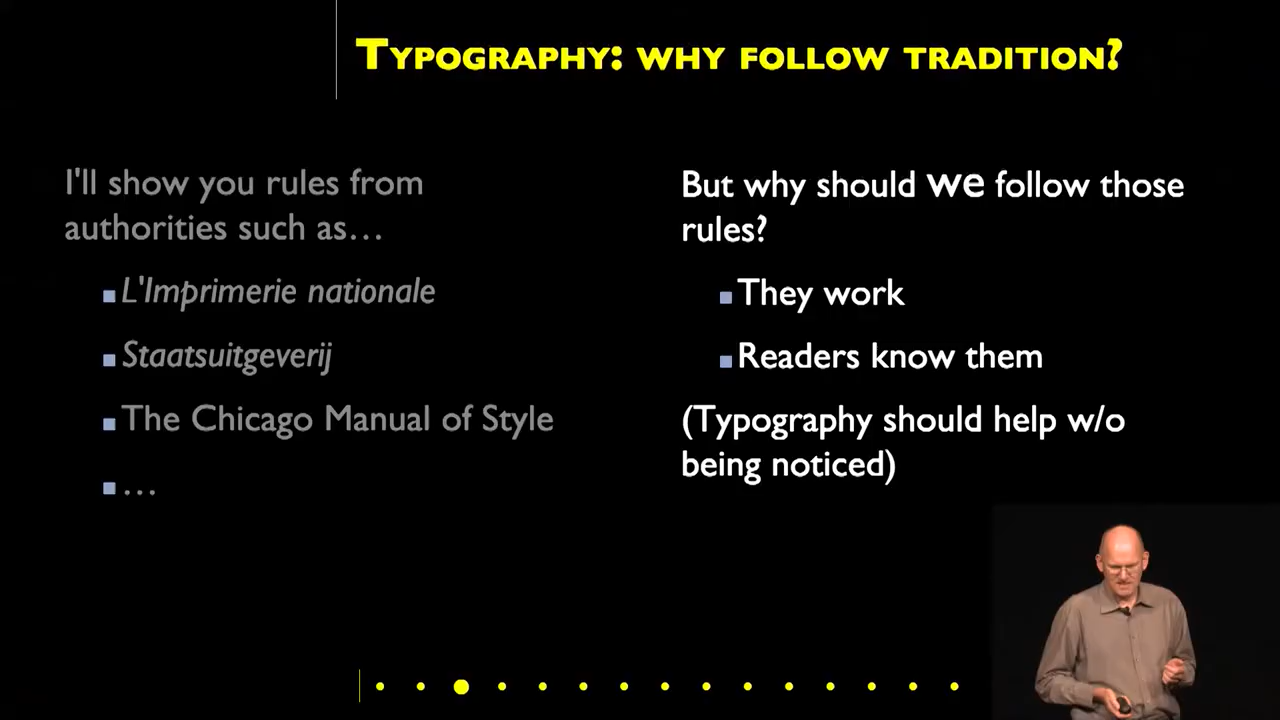 Typography: why follow tradition?
I'll show you rules from
authorities such as…
L'Imprimerie nationale
Staatsuitgeverij
The Chicago Manual of Style
…
But why should we follow those
rules?
They work
Readers know them
(Typography should help w/o
being noticed)